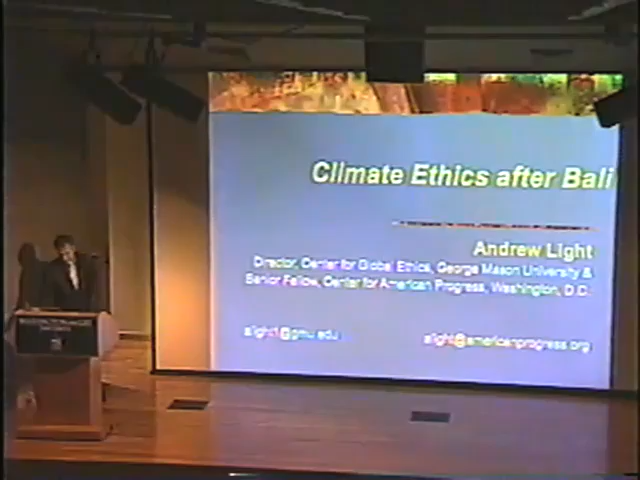 Climate Ethics after Bali
Andrew Light
Director, Center for Global Ethics, George Mason University &
Senior Fellow, Center for American Progress, Washington, D.C.
alight1@gmu.edu
alight@americanprogress.org